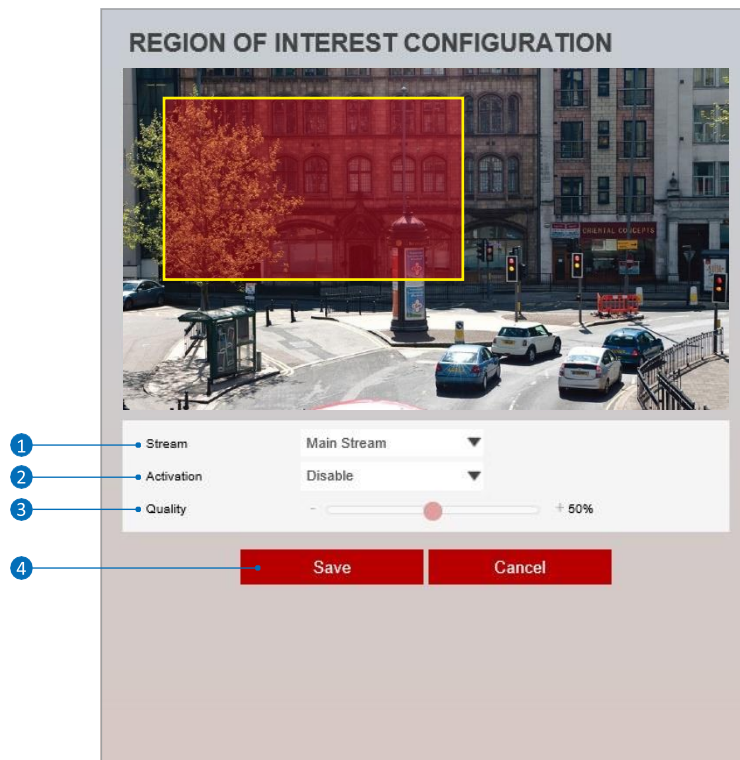 REGION OF INTEREST CONFIGURATION
ORIENTAL CONCEPTS
1 Stream Main Stream
2 Activation Disable
3 Quality - + 50%
4 Save Cancel